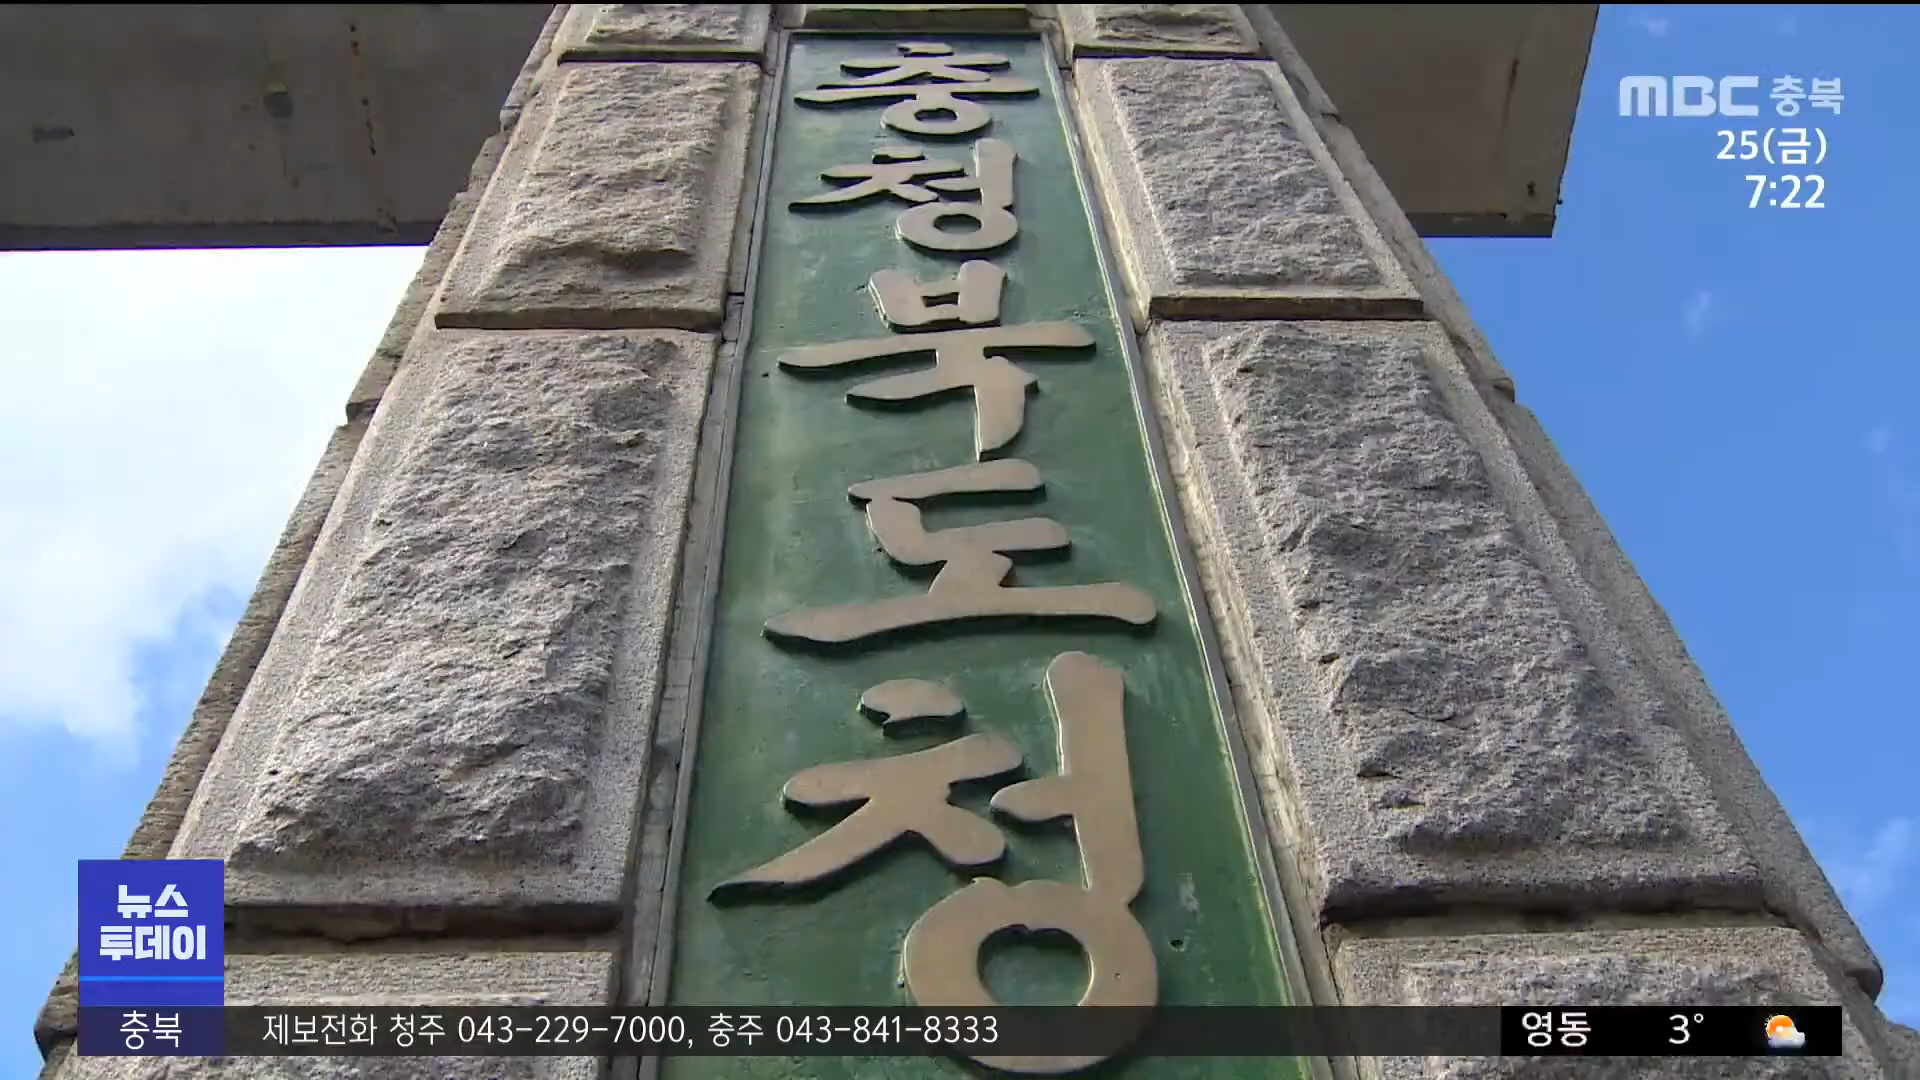 충청북도청
MBC 충북
25(금)
7:22
뉴스
투데이
충북
제보전화 청주 043-229-7000, 충주 043-841-8333
영동 3°